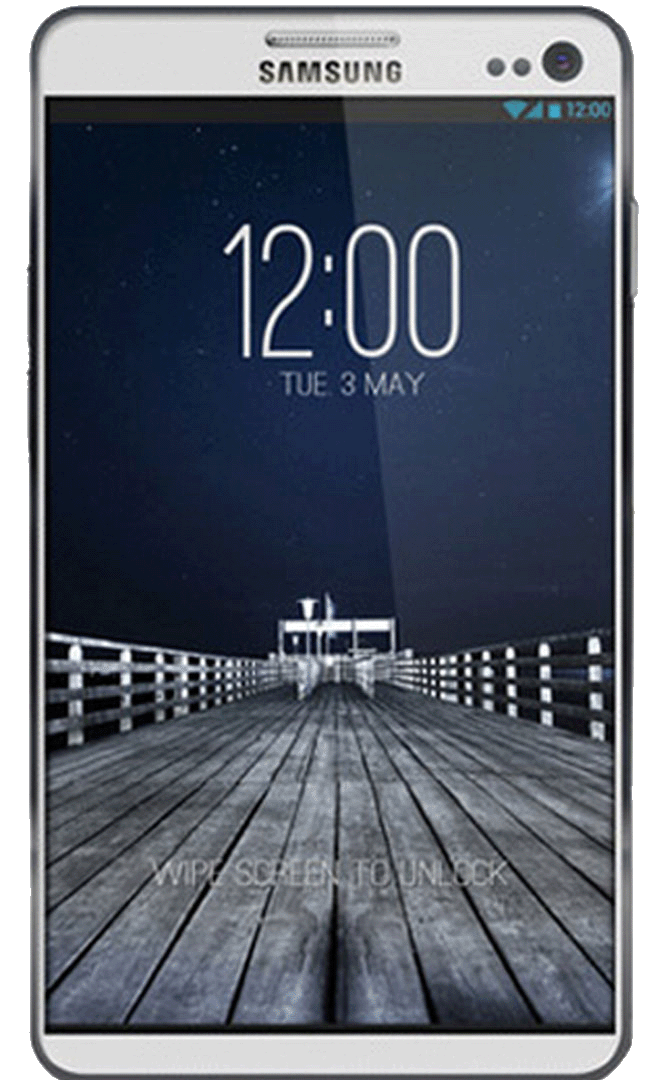 SAMSUNG
12:00
12:00
TUE. 3 MAY
WIPE SCREEN TO UNLOCK